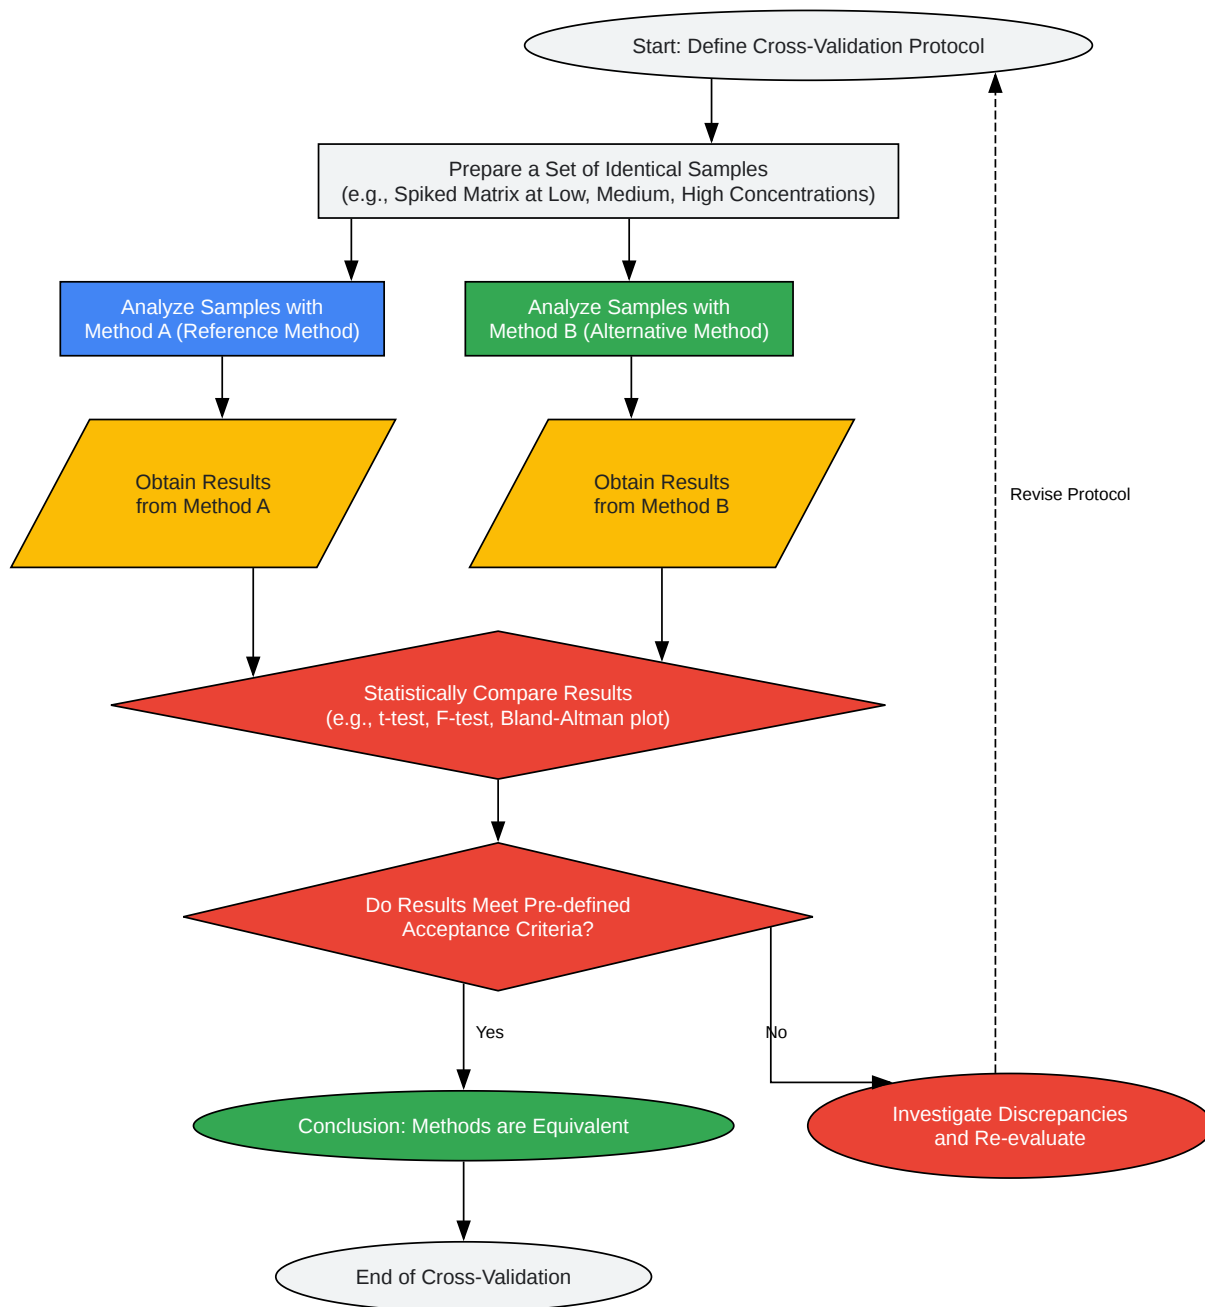 Start: Define Cross-Validation Protocol
Prepare a Set of Identical Samples
(e.g., Spiked Matrix at Low, Medium, High Concentrations)
Analyze Samples with
Method A (Reference Method)
Analyze Samples with
Method B (Alternative Method)
Obtain Results
from Method A
Obtain Results
from Method B
Revise Protocol
Statistically Compare Results
(e.g., t-test, F-test, Bland-Altman plot)
Do Results Meet Pre-defined
Acceptance Criteria?
Yes
No
Conclusion: Methods are Equivalent
Investigate Discrepancies
and Re-evaluate
End of Cross-Validation